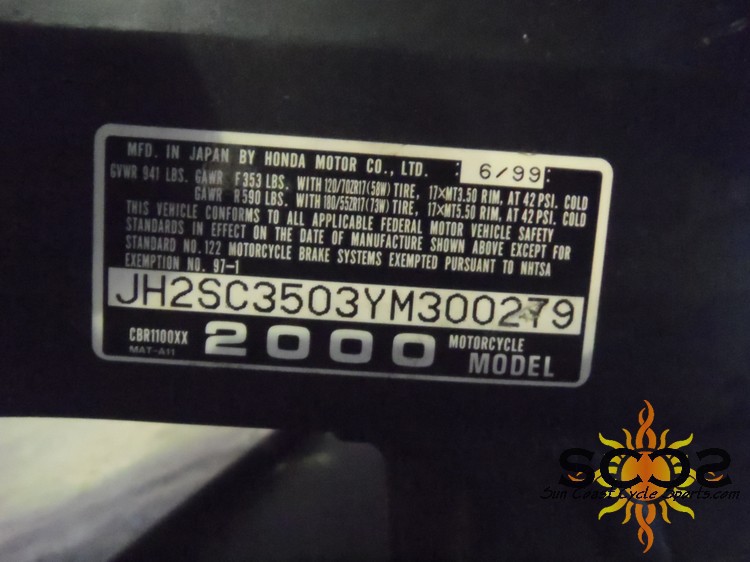 MFD. IN JAPAN BY HONDA MOTOR CO., LTD. 6/99
GVWR 941 LBS. GAWR F353 LBS. WITH 120/70ZR17(58W) TIRE, 17×MT3.50 RIM, AT 42 PSI. COLD
GAWR R590 LBS. WITH 180/55ZR17(73W) TIRE, 17×MT5.50 RIM, AT 42 PSI. COLD
THIS VEHICLE CONFORMS TO ALL APPLICABLE FEDERAL MOTOR VEHICLE SAFETY
STANDARDS IN EFFECT ON THE DATE OF MANUFACTURE SHOWN ABOVE EXCEPT FOR
STANDARD NO.122 MOTORCYCLE BRAKE SYSTEMS EXEMPTED PURSUANT TO NHTSA
EXEMPTION NO. 97-1
JH2SC3503YM300279
CBR1100XX 2000 MOTORCYCLE
MAT-A11 MODEL
SCCS
Sun Coast Cycle Sports.com